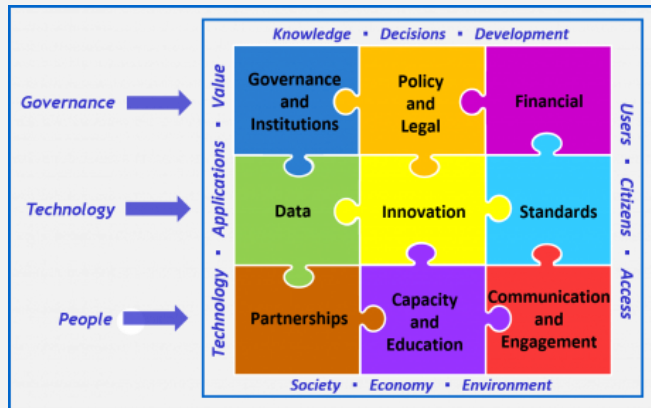 Knowledge ▪ Decisions ▪ Development
Governance
Technology
People
Technology ▪ Applications ▪ Value
Governance
and
Institutions
Policy
and
Legal
Financial
Data
Innovation
Standards
Partnerships
Capacity
and
Education
Communication
and
Engagement
Users ▪ Citizens ▪ Access
Society ▪ Economy ▪ Environment